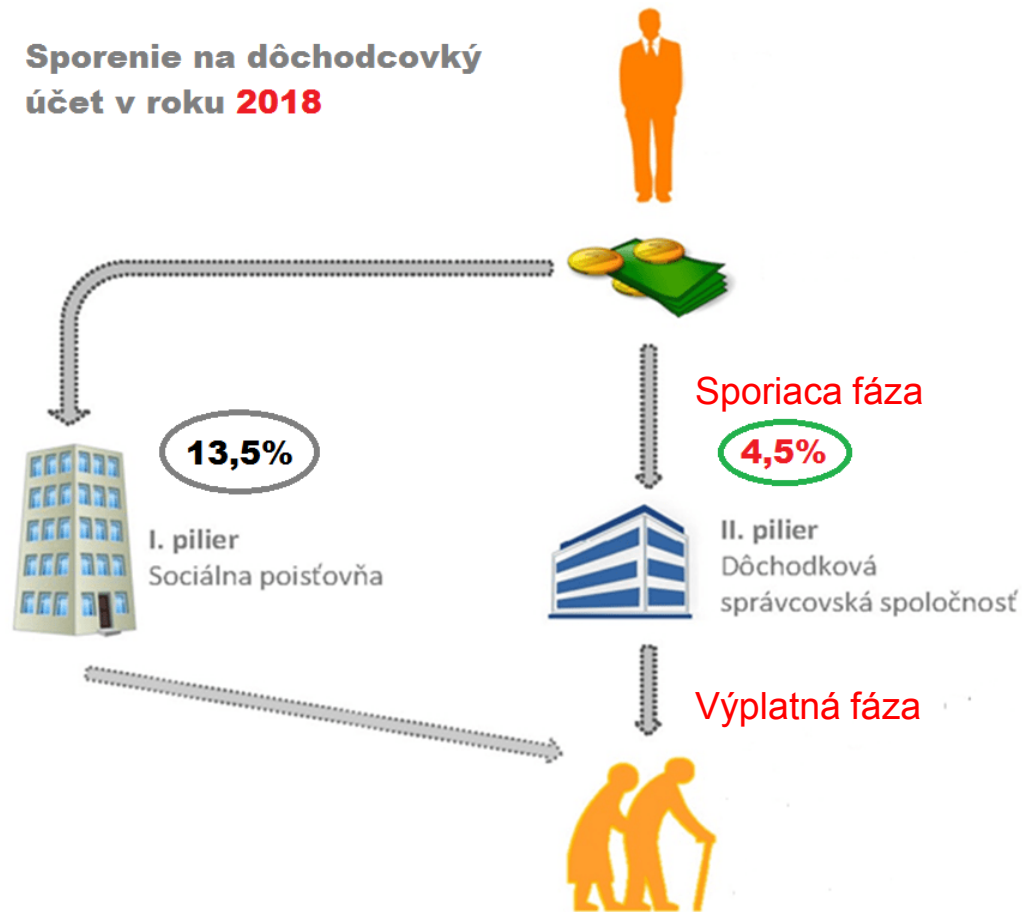 Sporenie na dôchodcovký
účet v roku 2018
Sporiaca fáza
13,5%
4,5%
I. pilier
Sociálna poisťovňa
II. pilier
Dôchodková
správcovská spoločnosť
Výplatná fáza